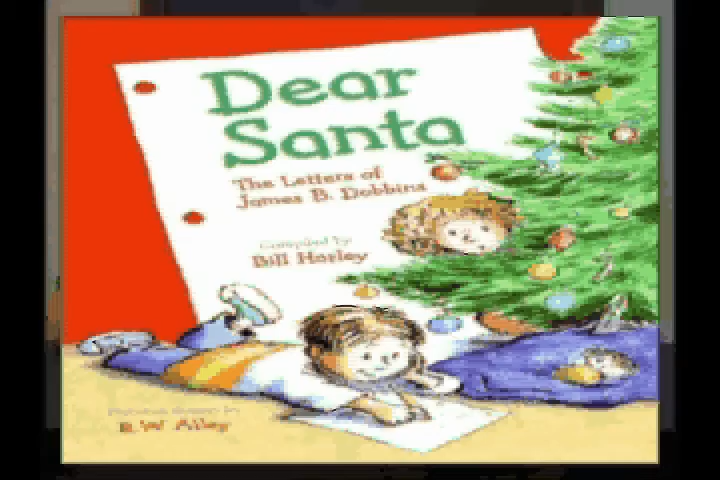 Dear
Santa
The Letters of
James B. Dobbins
Compiled by
Bill Harley
R.W. Alley